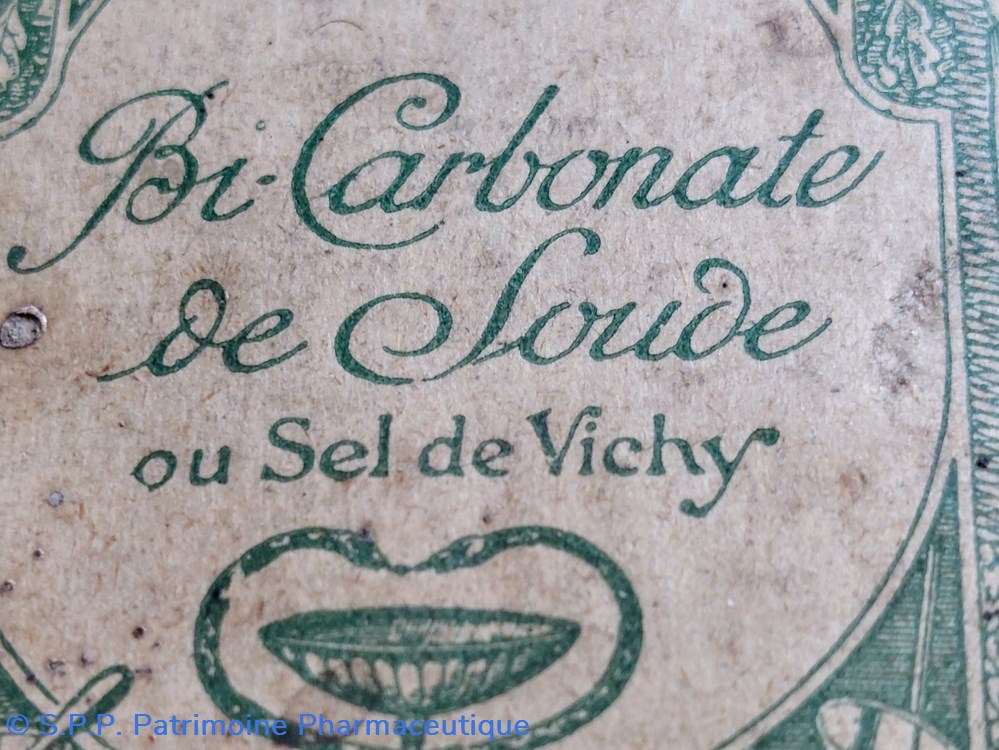 Bi-Carbonate
de Soude
ou Sel de Vichy
© S.P.P. Patrimoine Pharmaceutique